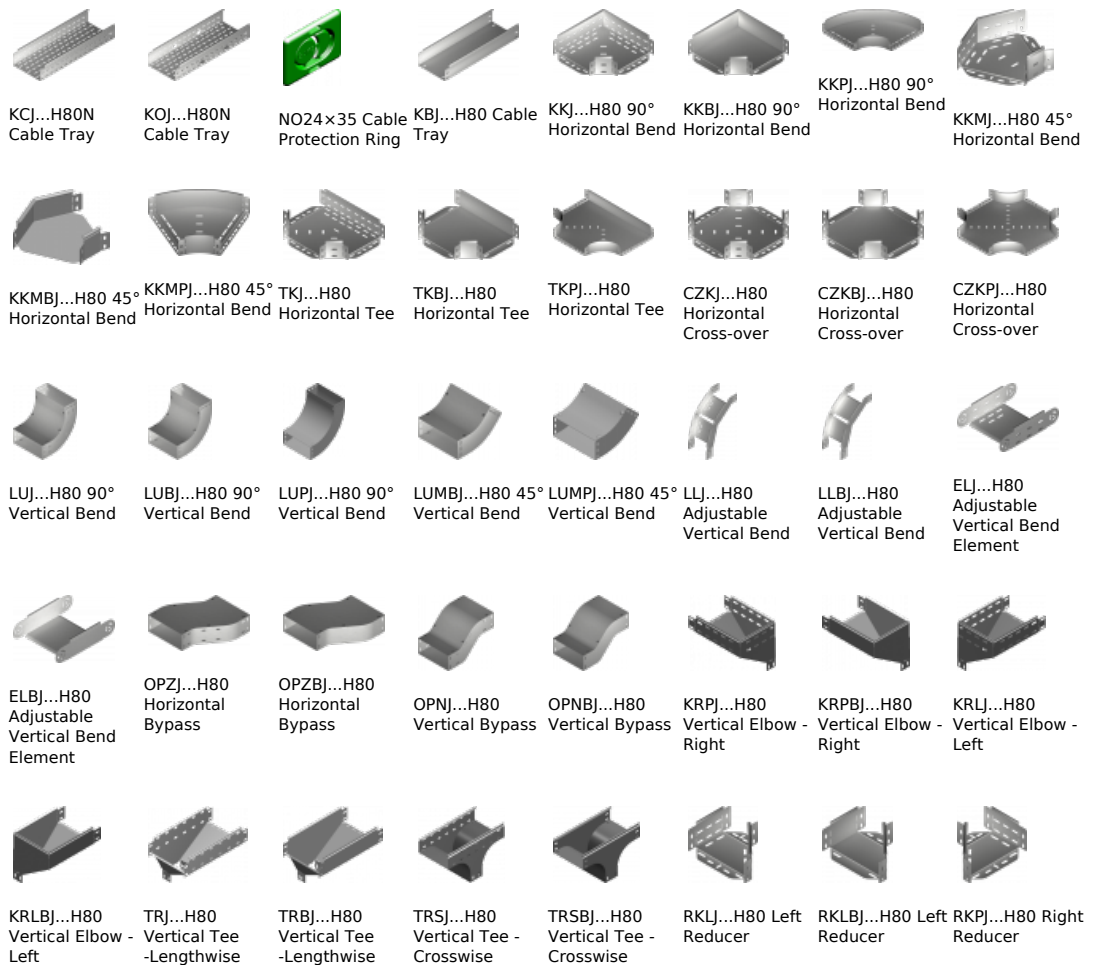 KCJ...H80N
Cable Tray
KOJ...H80N
Cable Tray
NO24×35 Cable
Protection Ring
KBJ...H80 Cable
Tray
KKJ...H80 90°
Horizontal Bend
KKBJ...H80 90°
Horizontal Bend
KKPJ...H80 90°
Horizontal Bend
KKMJ...H80 45°
Horizontal Bend
KKMBJ...H80 45°
Horizontal Bend
KKMPJ...H80 45°
Horizontal Bend
TKJ...H80
Horizontal Tee
TKBJ...H80
Horizontal Tee
TKPJ...H80
Horizontal Tee
CZKJ...H80
Horizontal
Cross-over
CZKBJ...H80
Horizontal
Cross-over
CZKPJ...H80
Horizontal
Cross-over
LUJ...H80 90°
Vertical Bend
LUBJ...H80 90°
Vertical Bend
LUPJ...H80 90°
Vertical Bend
LUMBJ...H80 45°
Vertical Bend
LUMPJ...H80 45°
Vertical Bend
LLJ...H80
Adjustable
Vertical Bend
LLBJ...H80
Adjustable
Vertical Bend
ELJ...H80
Adjustable
Vertical Bend
Element
ELBJ...H80
Adjustable
Vertical Bend
Element
OPZJ...H80
Horizontal
Bypass
OPZBJ...H80
Horizontal
Bypass
OPNJ...H80
Vertical Bypass
OPNBJ...H80
Vertical Bypass
KRPJ...H80
Vertical Elbow -
Right
KRPBJ...H80
Vertical Elbow -
Right
KRLJ...H80
Vertical Elbow -
Left
KRLBJ...H80
Vertical Elbow -
Left
TRJ...H80
Vertical Tee
-Lengthwise
TRBJ...H80
Vertical Tee
-Lengthwise
TRSJ...H80
Vertical Tee -
Crosswise
TRSBJ...H80
Vertical Tee -
Crosswise
RKLJ...H80 Left
Reducer
RKLBJ...H80 Left
Reducer
RKPJ...H80 Right
Reducer